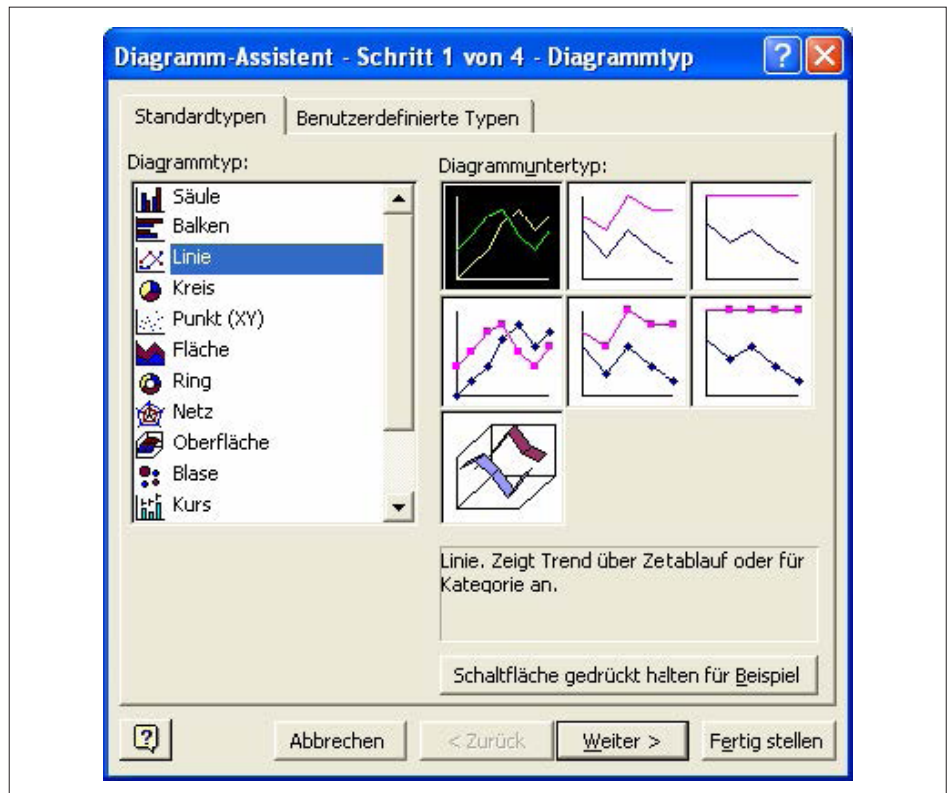 Diagramm-Assistent - Schritt 1 von 4 - Diagrammtyp
Standardtypen
Benutzerdefinierte Typen
Diagrammtyp:
Säule
Balken
Linie
Kreis
Punkt (XY)
Fläche
Ring
Netz
Oberfläche
Blase
Kurs
Diagrammuntertyp:
Linie. Zeigt Trend über Zetablauf oder für
Kategorie an.
Schaltfläche gedrückt halten für Beispiel
Abbrechen
< Zurück
Weiter >
Fertig stellen